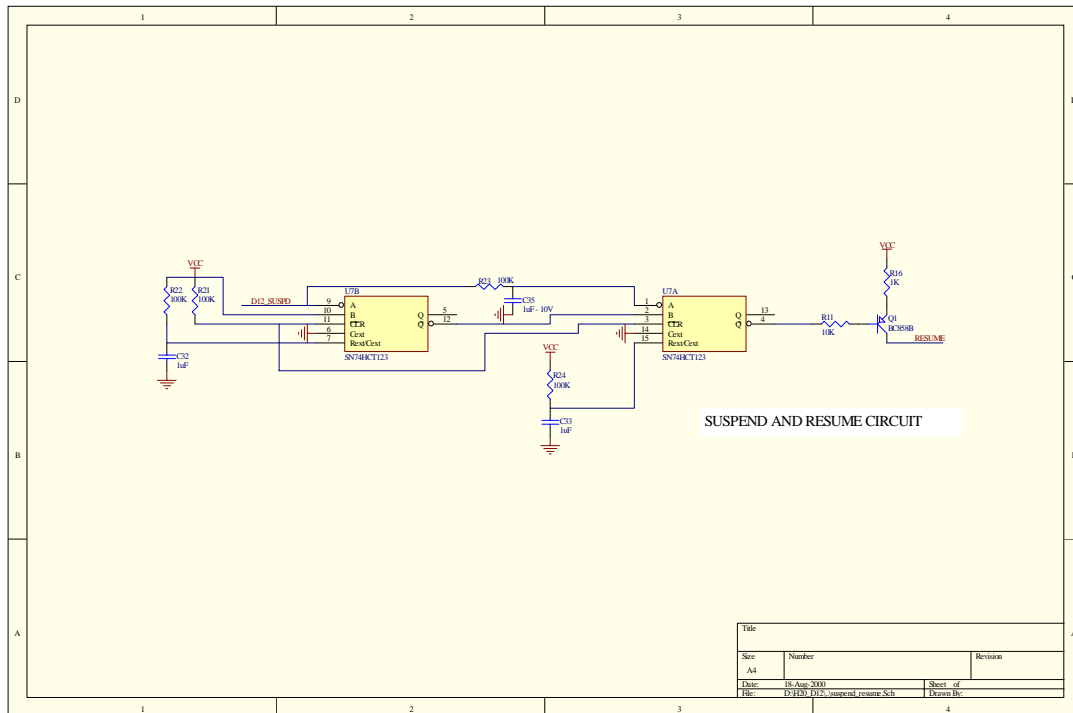 1 2 3 4
D
VCC
R22
100K
R21
100K
D12_SUSPD
9
10
11
6
7
U7B
A
B
CLR
Cext
Rext/Cext
Q
Q
5
12
SN74HCT123
C32
1uF
R23 100K
C35
1uF - 10V
VCC
R24
100K
C33
1uF
1
2
3
14
15
U7A
A
B
CLR
Cext
Rext/Cext
Q
Q
13
4
SN74HCT123
R11
10K
VCC
R16
1K
Q1
BC858B
RESUME
C
SUSPEND AND RESUME CIRCUIT
B
A
Title
Size
A4
Number
Revision
Date: 18-Aug-2000 Sheet of
File: D:\H20_D12\..\suspend_resume.Sch Drawn By:
1 2 3 4